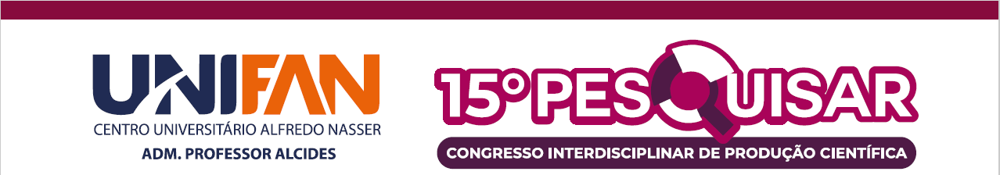 UNIFAN
CENTRO UNIVERSITÁRIO ALFREDO NASSER
ADM. PROFESSOR ALCIDES
15º PESQUISAR
CONGRESSO INTERDISCIPLINAR DE PRODUÇÃO CIENTÍFICA